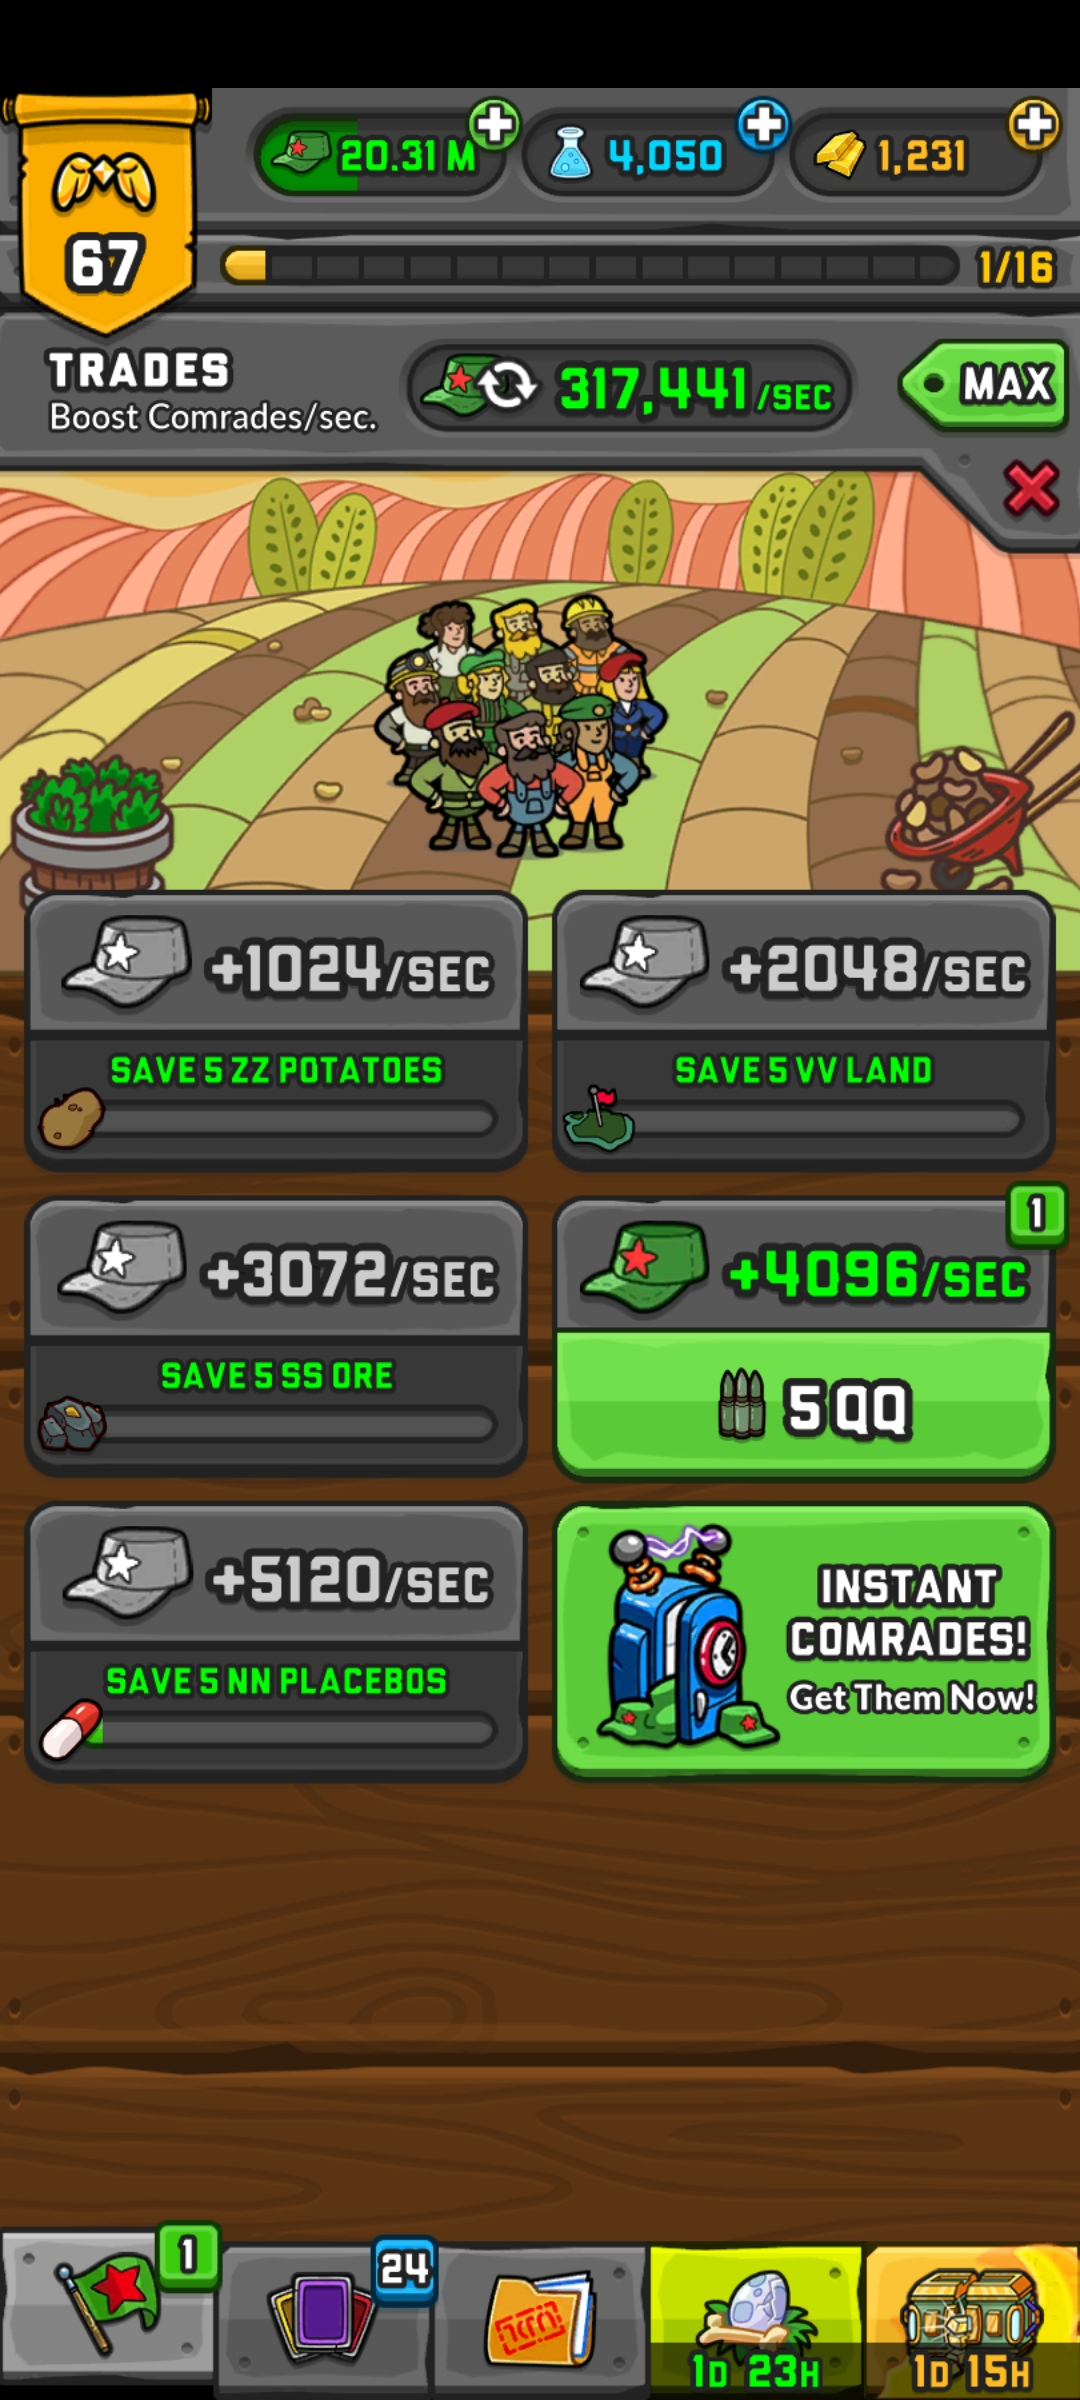 20.31 M
4,050
1,231
67
1/16
TRADES
Boost Comrades/sec.
317,441/SEC
MAX
+1024/SEC
SAVE 5 ZZ POTATOES
+2048/SEC
SAVE 5 VV LAND
+3072/SEC
SAVE 5 SS ORE
1
+4096/SEC
5 QQ
+5120/SEC
SAVE 5 NN PLACEBOS
INSTANT
COMRADES!
Get Them Now!
1
24
1D 23H
1D 15H